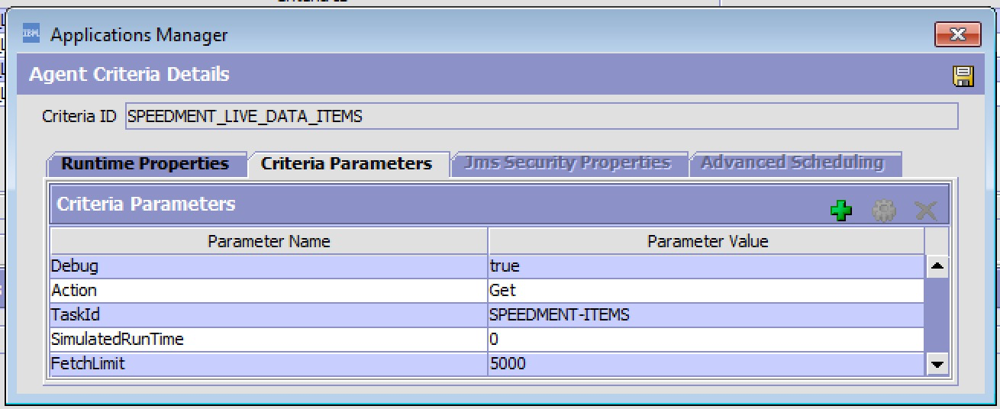 IBM Applications Manager
Agent Criteria Details
Criteria ID SPEEDMENT_LIVE_DATA_ITEMS
Runtime Properties Criteria Parameters Jms Security Properties Advanced Scheduling
Criteria Parameters
Parameter Name Parameter Value
Debug true
Action Get
TaskId SPEEDMENT-ITEMS
SimulatedRunTime 0
FetchLimit 5000